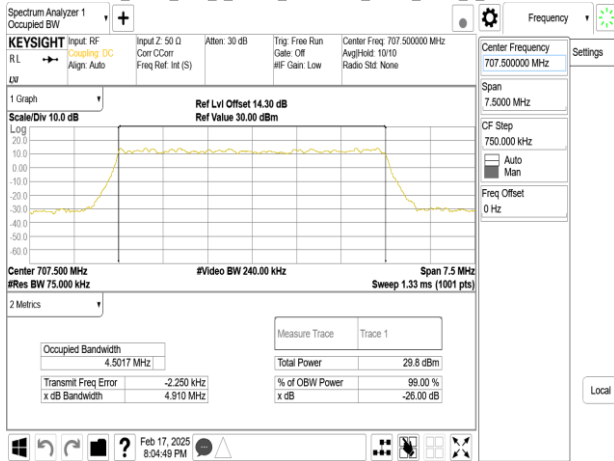 Spectrum Analyzer 1
Occupied BW
Frequency
KEYSIGHT
RL
LXI
Input: RF
Coupling: DC
Align: Auto
Input Z: 50 Ω
Corr CCorr
Freq Ref: Int (S)
Atten: 30 dB
Trig: Free Run
Gate: Off
#IF Gain: Low
Center Freq: 707.500000 MHz
Avg|Hold: 10/10
Radio Std: None
Center Frequency
707.500000 MHz
Settings
Span
7.5000 MHz
CF Step
750.000 kHz
Auto
Man
Freq Offset
0 Hz
Local
1 Graph
Scale/Div 10.0 dB
Ref Lvl Offset 14.30 dB
Ref Value 30.00 dBm
Log
20.0
10.0
0.00
-10.0
-20.0
-30.0
-40.0
-50.0
-60.0
Center 707.500 MHz
#Res BW 75.000 kHz
#Video BW 240.00 kHz
Span 7.5 MHz
Sweep 1.33 ms (1001 pts)
2 Metrics
Measure Trace Trace 1
Occupied Bandwidth
4.5017 MHz
Total Power 29.8 dBm
Transmit Freq Error -2.250 kHz
% of OBW Power 99.00 %
x dB Bandwidth 4.910 MHz
x dB -26.00 dB
?
Feb 17, 2025
8:04:49 PM